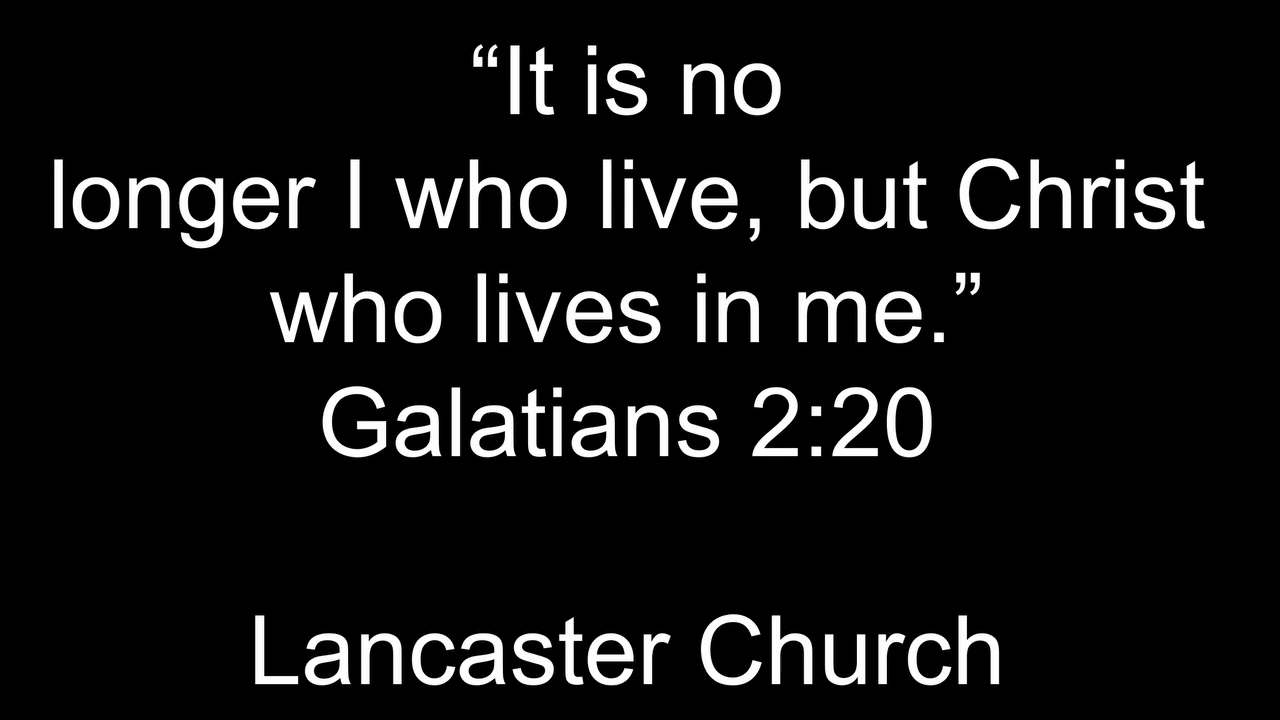 “It is no
longer I who live, but Christ
who lives in me.”
Galatians 2:20
Lancaster Church